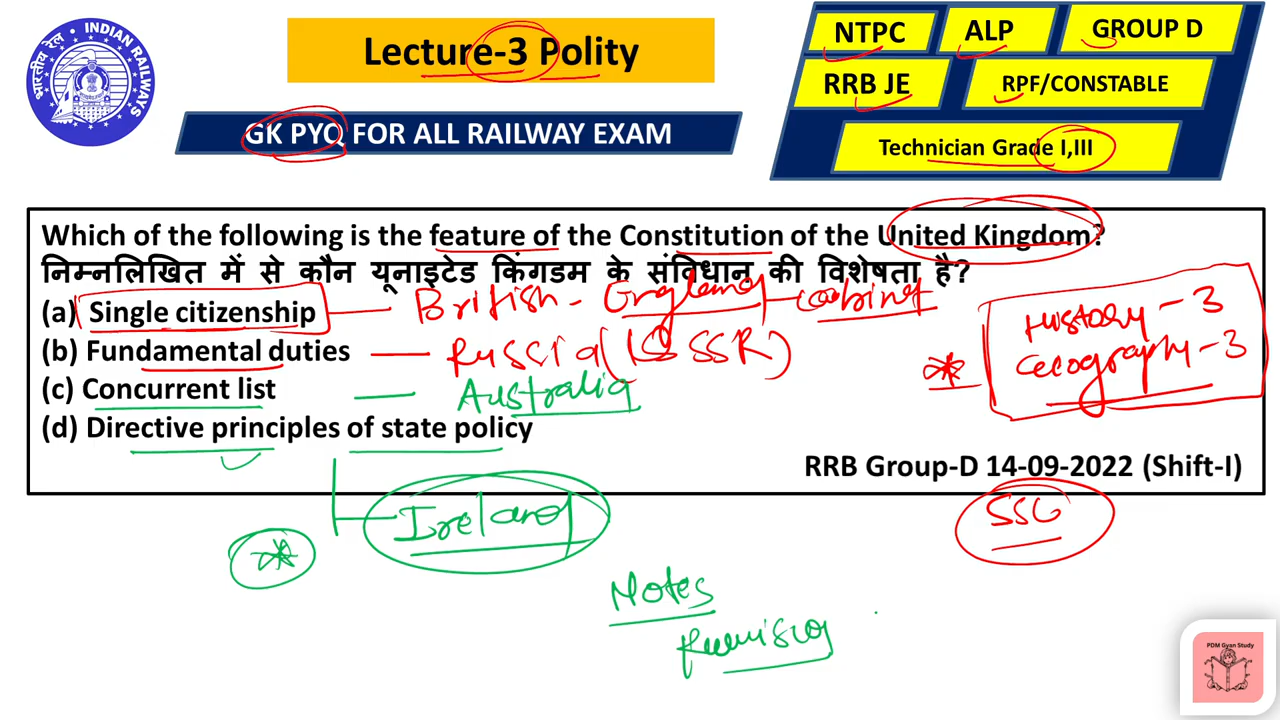 भारतीय रेल INDIAN RAILWAYS
Lecture-3 Polity
GK PYQ FOR ALL RAILWAY EXAM
NTPC ALP GROUP D
RRB JE RPF/CONSTABLE
Technician Grade I,III
Which of the following is the feature of the Constitution of the United Kingdom?
निम्नलिखित में से कौन यूनाइटेड किंगडम के संविधान की विशेषता है?
(a) Single citizenship British - England cabinet
(b) Fundamental duties Russia (USSR)
(c) Concurrent list Australia
(d) Directive principles of state policy
History - 3
Geography - 3
RRB Group-D 14-09-2022 (Shift-I)
Ireland
SSC
Notes
PDM Gyan Study